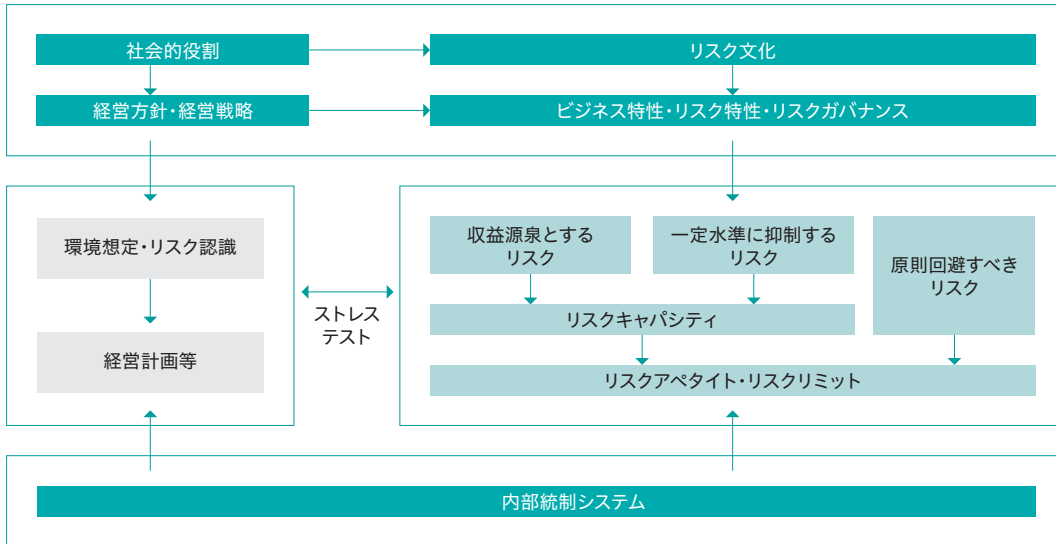 社会的役割
リスク文化
経営方針・経営戦略
ビジネス特性・リスク特性・リスクガバナンス
環境想定・リスク認識
経営計画等
ストレス
テスト
収益源泉とする
リスク
一定水準に抑制する
リスク
原則回避すべき
リスク
リスクキャパシティ
リスクアペタイト・リスクリミット
内部統制システム